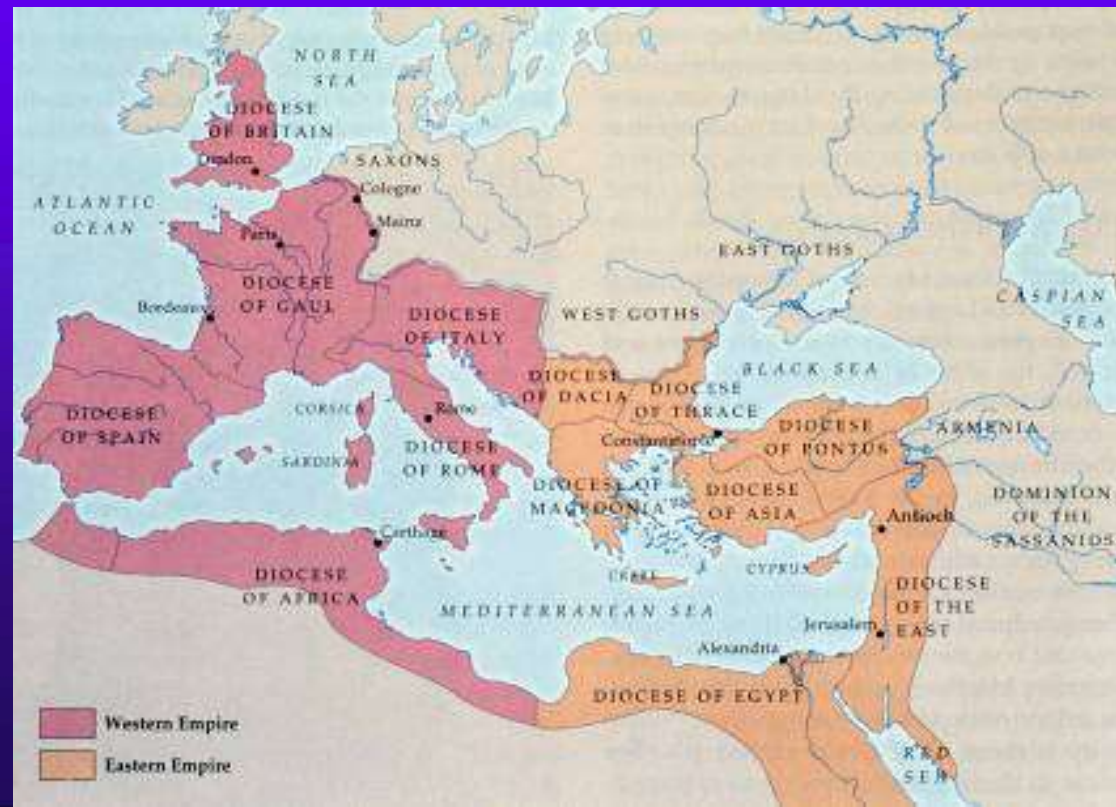 NORTH
SEA
DIOCESE
OF BRITAIN
London
SAXONS
Cologne
ATLANTIC
OCEAN
Mainz
Paris
EAST GOTHS
DIOCESE
OF GAUL
CASPIAN
SEA
Bordeaux
DIOCESE
OF ITALY
WEST GOTHS
BLACK SEA
DIOCESE
OF DACIA
DIOCESE
OF THRACE
CORSICA
Rome
DIOCESE
OF SPAIN
DIOCESE
OF PONTUS
ARMENIA
Constantinople
DIOCESE
OF ROME
SARDINIA
DIOCESE OF
MACEDONIA
DIOCESE
OF ASIA
DOMINION
OF THE
SASSANIDS
Antioch
Carthage
DIOCESE
OF AFRICA
CRETE
CYPRUS
DIOCESE
OF THE
EAST
MEDITERRANEAN SEA
Jerusalem
Alexandria
DIOCESE OF EGYPT
Western Empire
RED
SEA
Eastern Empire